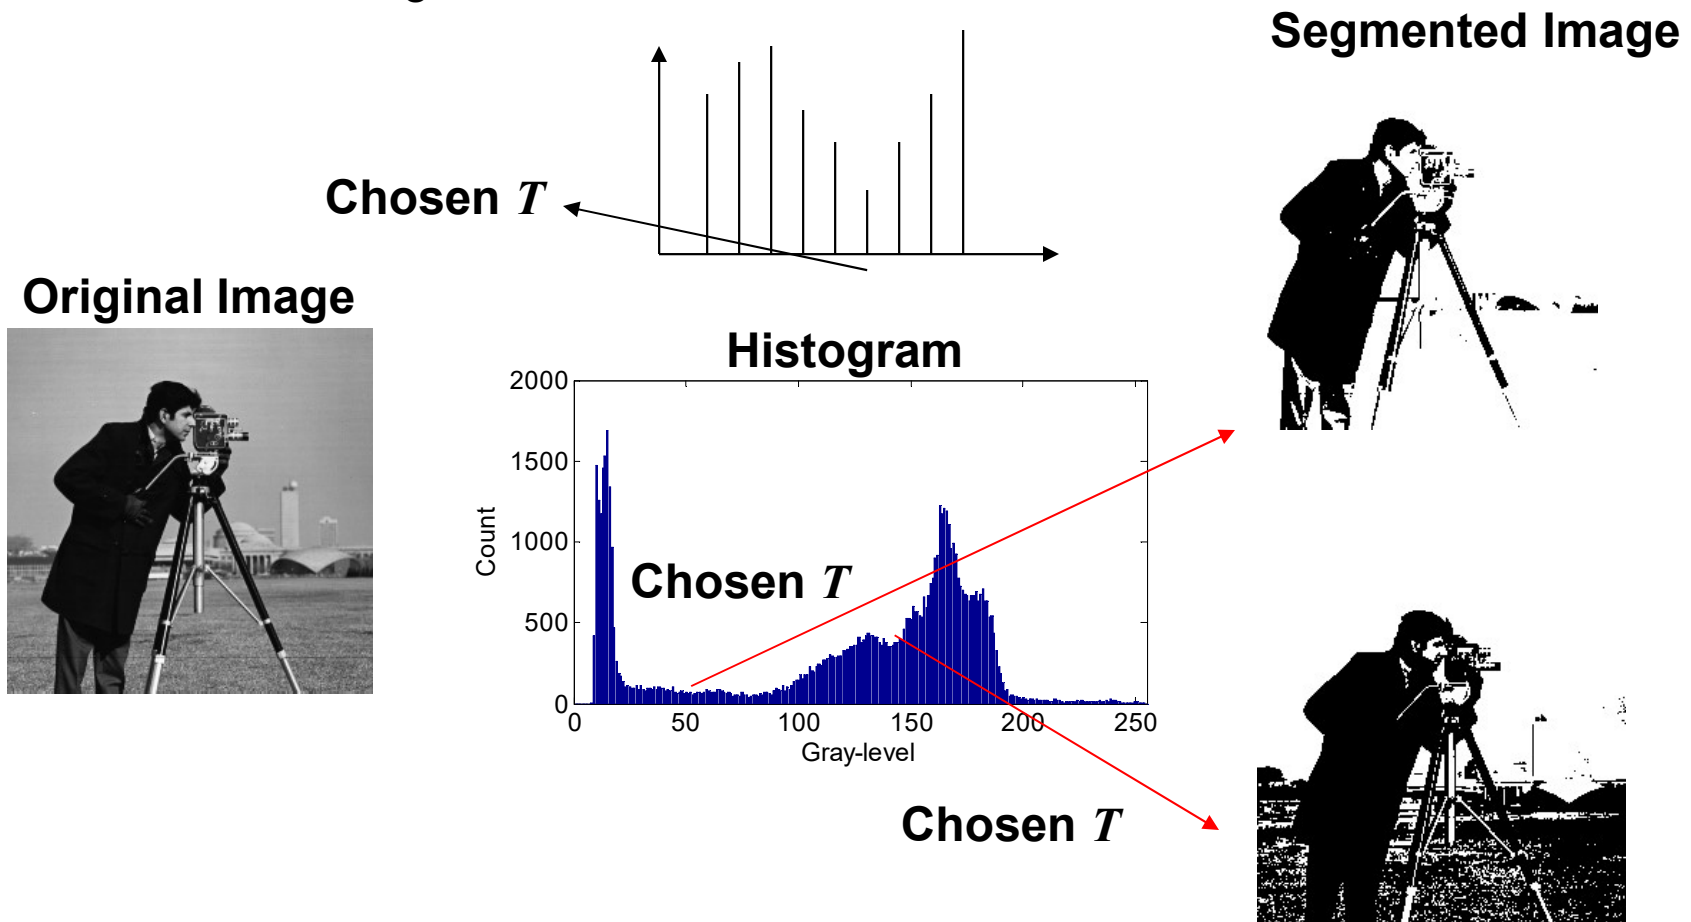 Segmented Image
Chosen T
Original Image
Histogram
2000
1500
1000
500
0
Count
Chosen T
0 50 100 150 200 250
Gray-level
Chosen T